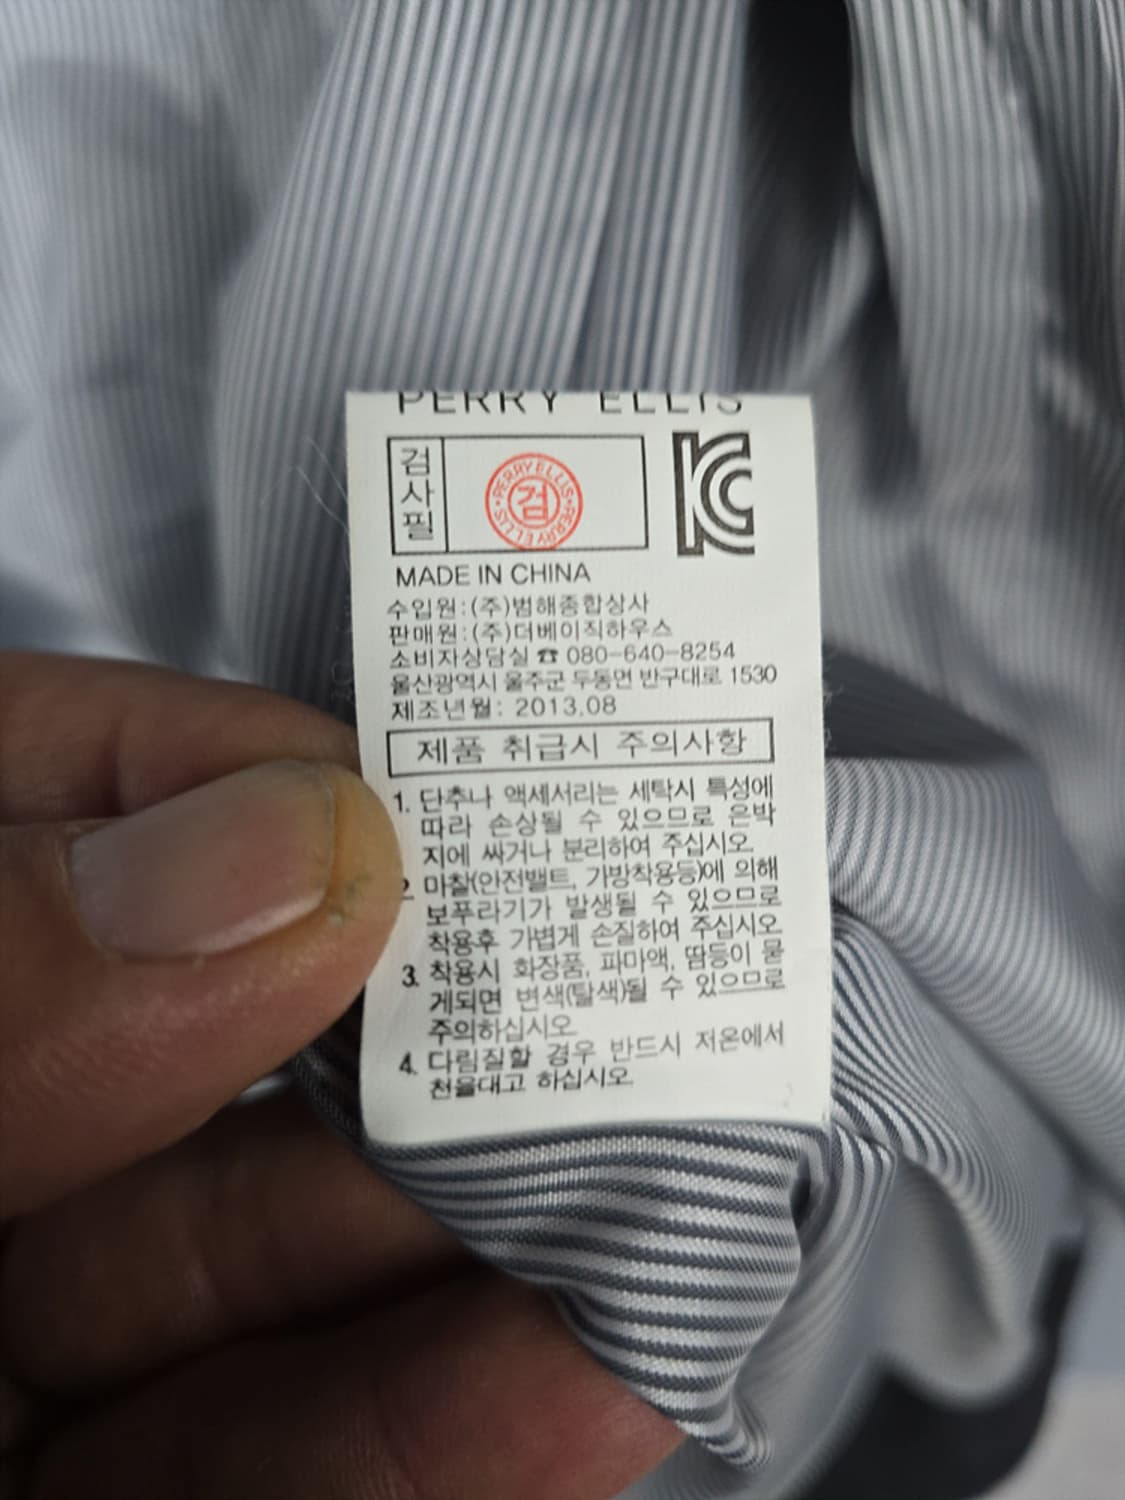 PERRY ELLIS
검사필
PERRY ELLIS · PERRY ELLIS ·
검
KC
MADE IN CHINA
수입원:(주)범해종합상사
판매원:(주)더베이직하우스
소비자상담실 ☎ 080-640-8254
울산광역시 울주군 두동면 반구대로 1530
제조년월: 2013.08
제품 취급시 주의사항
1. 단추나 액세서리는 세탁시 특성에
따라 손상될 수 있으므로 은박
지에 싸거나 분리하여 주십시오.
2. 마찰(안전밸트, 가방착용등)에 의해
보푸라기가 발생될 수 있으므로
착용후 가볍게 손질하여 주십시오.
3. 착용시 화장품, 파마액, 땀등이 묻
게되면 변색(탈색)될 수 있으므로
주의하십시오.
4. 다림질할 경우 반드시 저온에서
천을대고 하십시오.